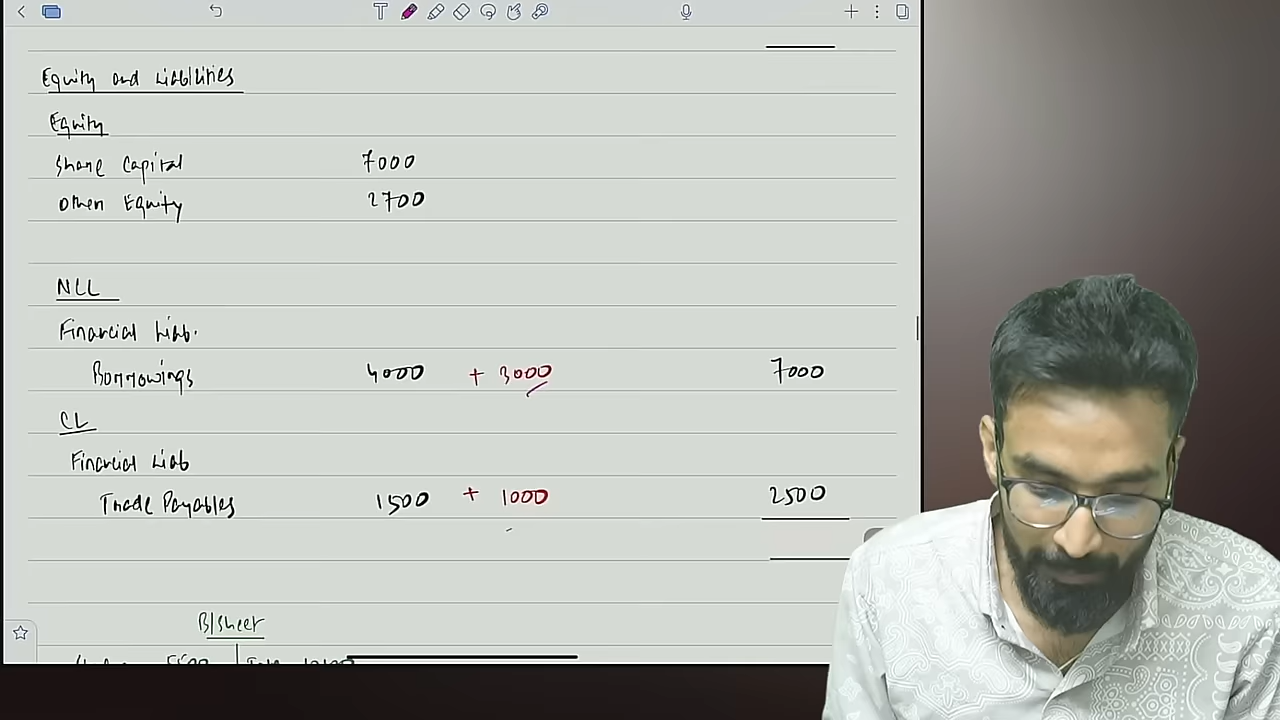 Equity and Liabilities
Equity
Share Capital 7000
Other Equity 2700
NCL
Financial Liab.
Borrowings 4000 + 3000 7000
CL
Financial Liab
Trade Payables 1500 + 1000 2500
B/Sheet